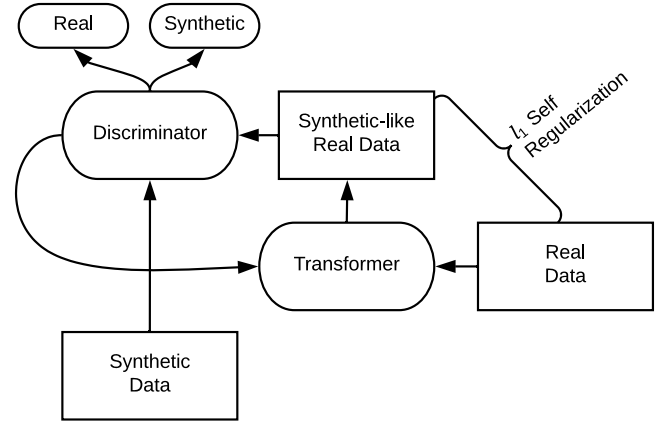 Real
Synthetic
Discriminator
Synthetic-like
Real Data
l₁ Self
Regularization
Transformer
Real
Data
Synthetic
Data